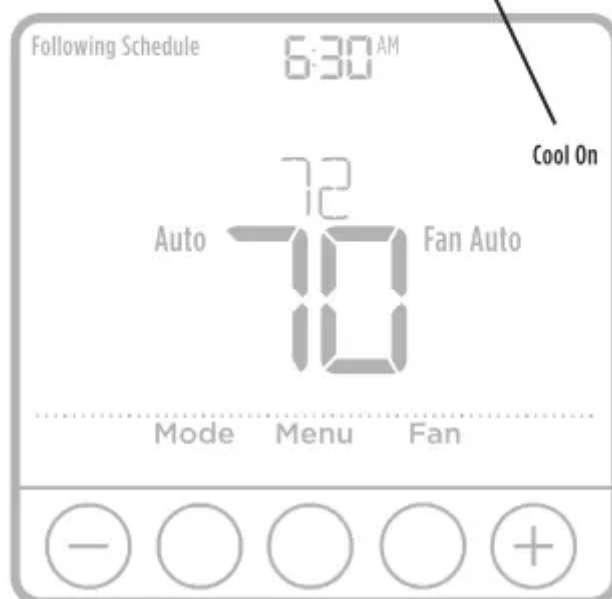 Following Schedule 6:30 AM
Cool On
72
Auto 70 Fan Auto
Mode Menu Fan
− +